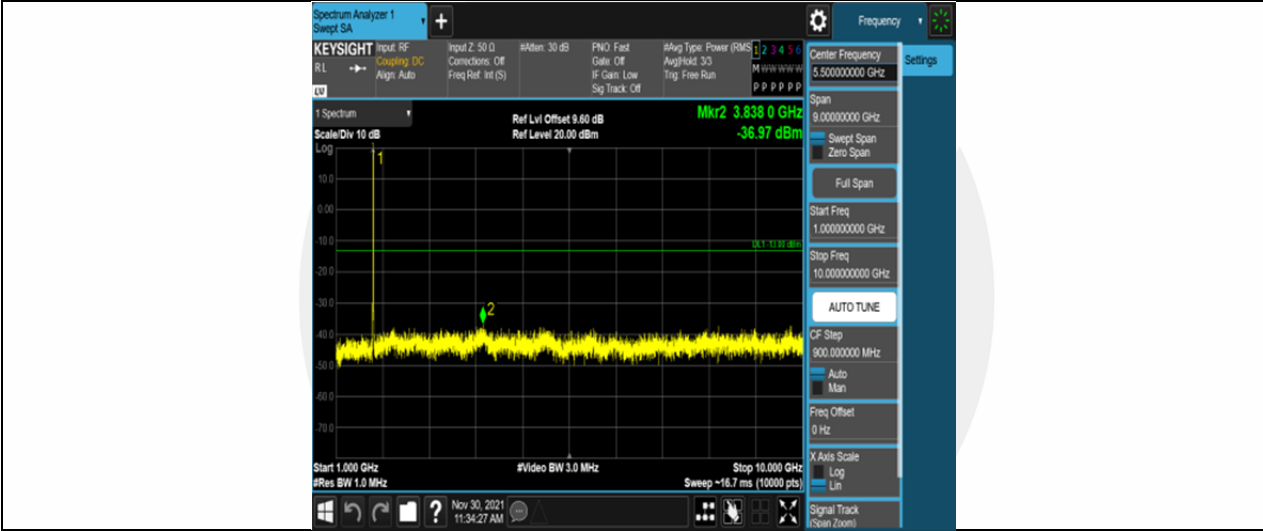 Spectrum Analyzer 1
Swept SA
+
Frequency
KEYSIGHT
RL
Input: RF
Coupling: DC
Align: Auto
Input Z: 50 Ω
Corrections: Off
Freq Ref: Int (S)
#Atten: 30 dB
PNO: Fast
Gate: Off
IF Gain: Low
Sig Track: Off
#Avg Type: Power (RMS
Avg|Hold: 3/3
Trig: Free Run
1 2 3 4 5 6
M W W W W W
P P P P P P
1 Spectrum
Scale/Div 10 dB
Ref Lvl Offset 9.60 dB
Ref Level 20.00 dBm
Mkr2 3.838 0 GHz
-36.97 dBm
Log
10.0
0.00
-10.0
-20.0
-30.0
-40.0
-50.0
-60.0
-70.0
1
2
DL1 -13.00 dBm
Start 1.000 GHz
#Res BW 1.0 MHz
#Video BW 3.0 MHz
Stop 10.000 GHz
Sweep ~16.7 ms (10000 pts)
Center Frequency
5.500000000 GHz
Settings
Span
9.00000000 GHz
Swept Span
Zero Span
Full Span
Start Freq
1.000000000 GHz
Stop Freq
10.000000000 GHz
AUTO TUNE
CF Step
900.000000 MHz
Auto
Man
Freq Offset
0 Hz
X Axis Scale
Log
Lin
Signal Track
(Span Zoom)
?
Nov 30, 2021
11:34:27 AM